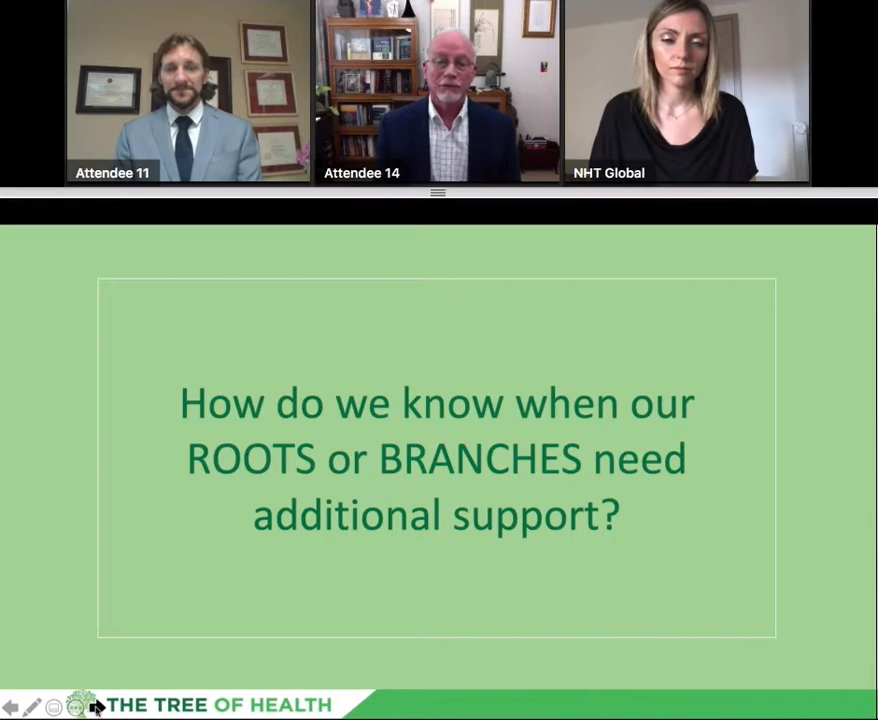 Attendee 11
Attendee 14
NHT Global
How do we know when our
ROOTS or BRANCHES need
additional support?
THE TREE OF HEALTH